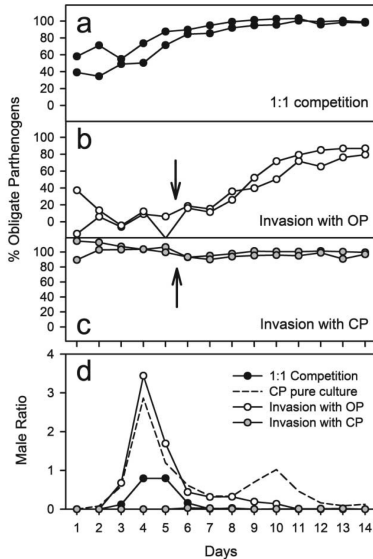 a
100
80
60
40
20
0
1:1 competition
% Obligate Parthenogens
b
100
80
60
40
20
0
Invasion with OP
100
80
60
40
20
0
c
Invasion with CP
d
4
3
2
1
0
Male Ratio
1:1 Competition
CP pure culture
Invasion with OP
Invasion with CP
1 2 3 4 5 6 7 8 9 10 11 12 13 14
Days